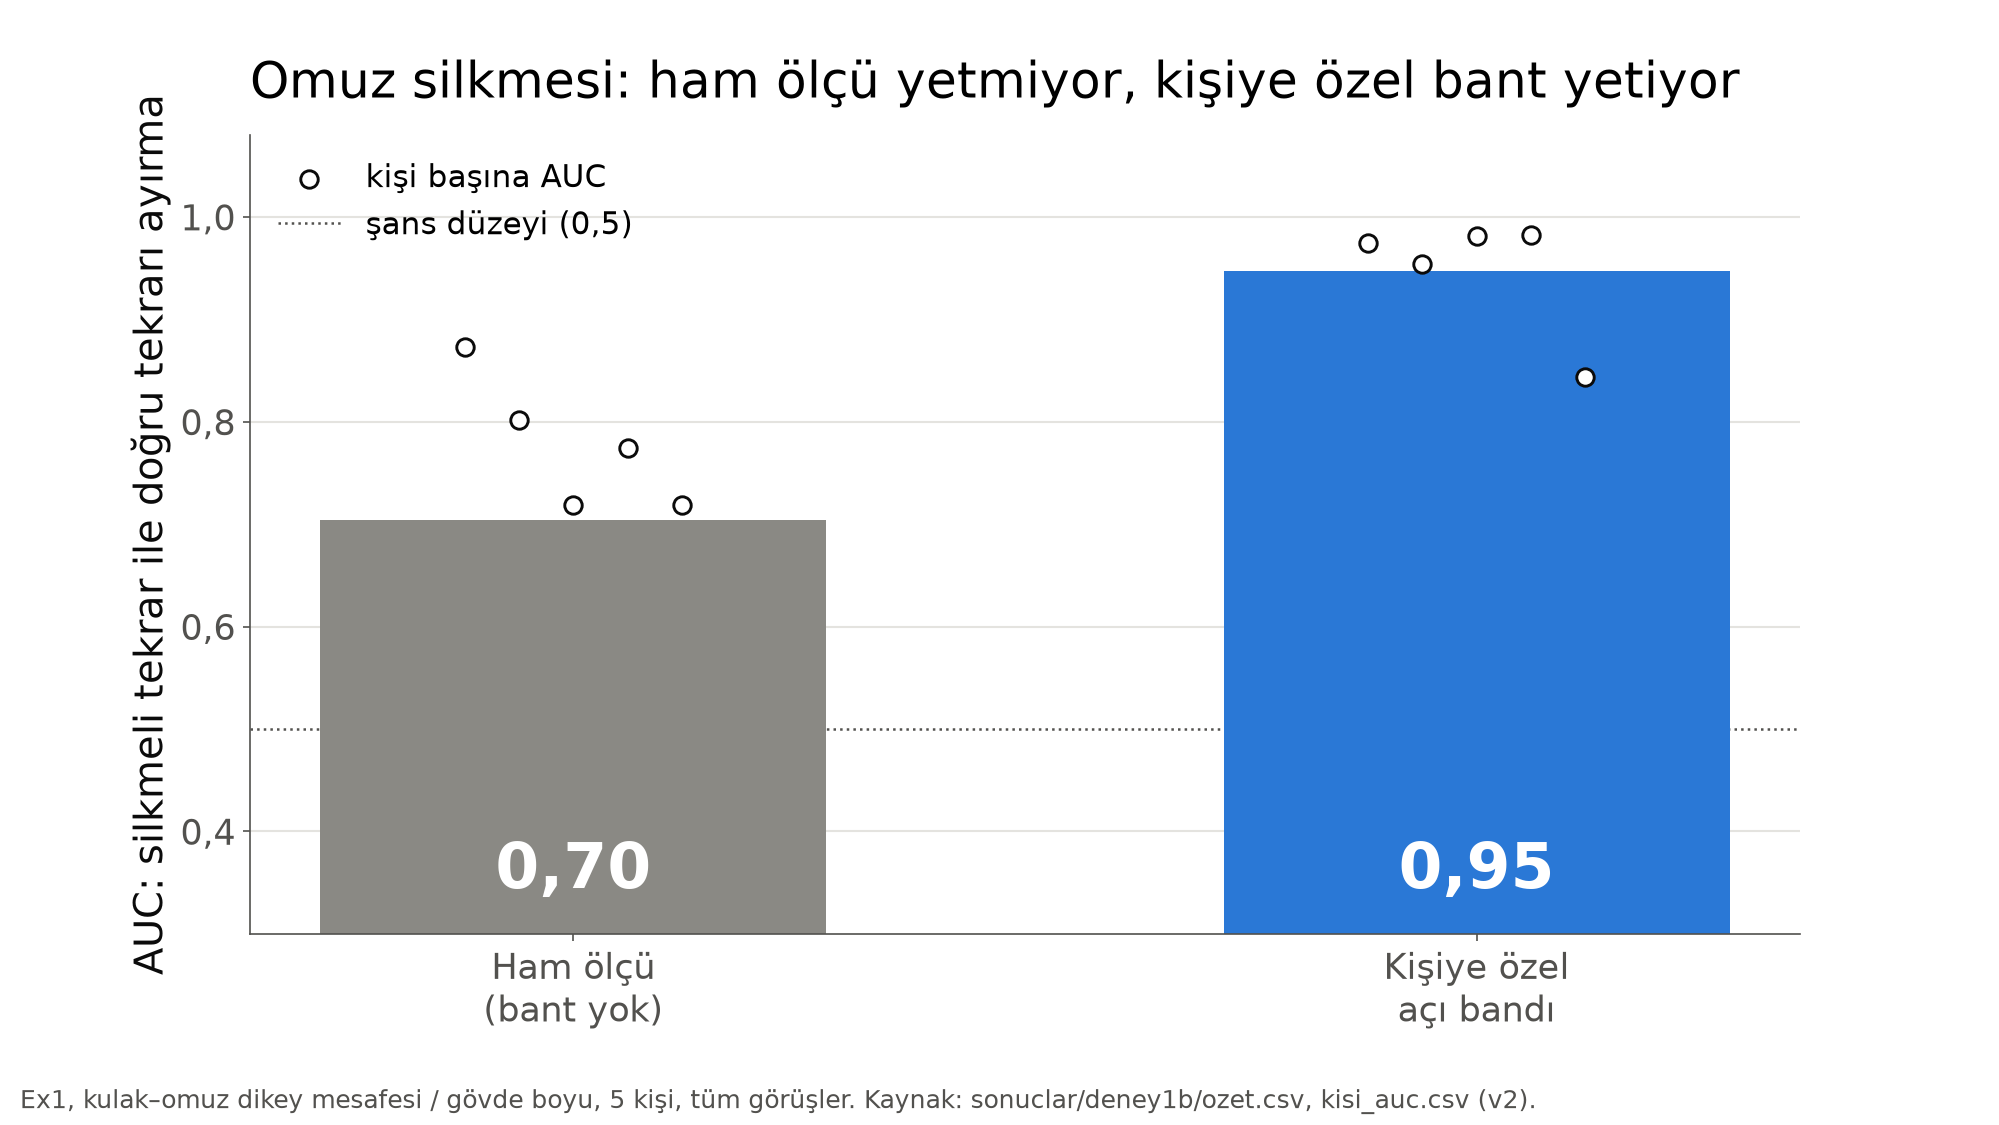 Omuz silkmesi: ham ölçü yetmiyor, kişiye özel bant yetiyor
AUC: silkmeli tekrar ile doğru tekrarı ayırma
kişi başına AUC
şans düzeyi (0,5)
1,0
0,8
0,6
0,4
0,70
0,95
Ham ölçü
(bant yok)
Kişiye özel
açı bandı
Ex1, kulak–omuz dikey mesafesi / gövde boyu, 5 kişi, tüm görüşler. Kaynak: sonuclar/deney1b/ozet.csv, kisi_auc.csv (v2).